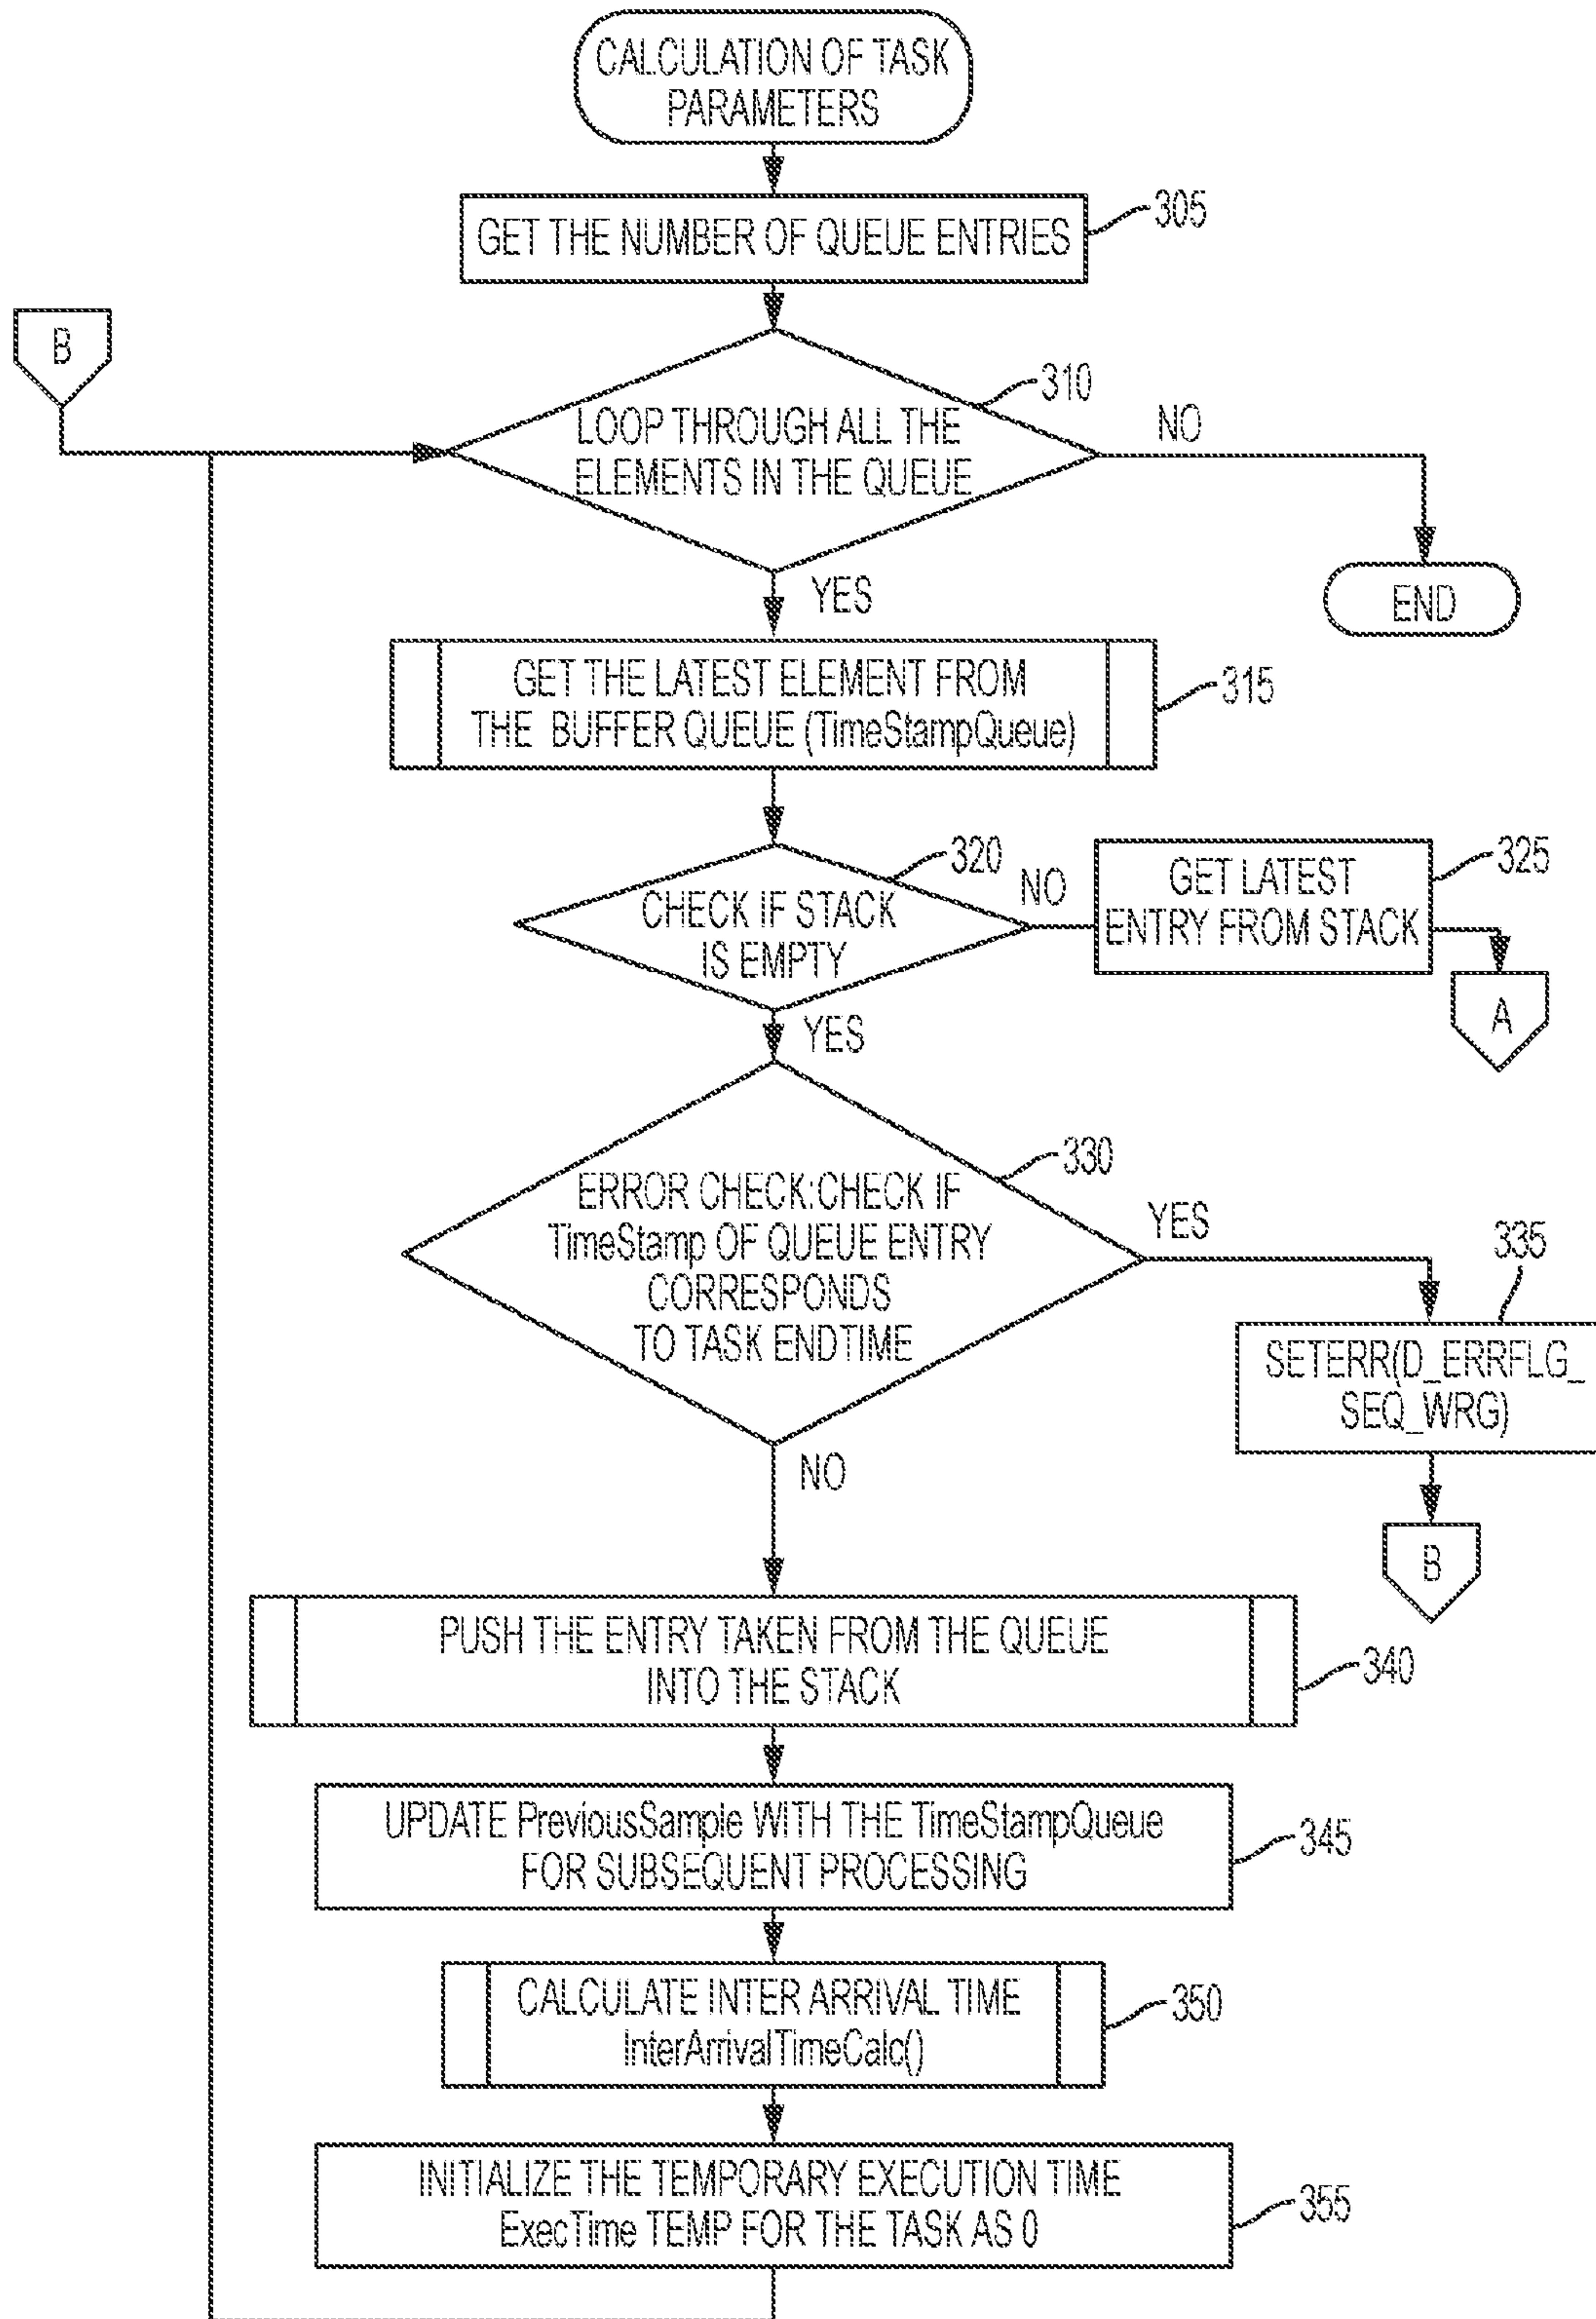 CALCULATION OF TASK
PARAMETERS
GET THE NUMBER OF QUEUE ENTRIES
305
B
310
LOOP THROUGH ALL THE
ELEMENTS IN THE QUEUE
NO
YES
END
GET THE LATEST ELEMENT FROM
THE BUFFER QUEUE (TimeStampQueue)
315
320
CHECK IF STACK
IS EMPTY
NO
GET LATEST
ENTRY FROM STACK
325
A
YES
330
ERROR CHECK:CHECK IF
TimeStamp OF QUEUE ENTRY
CORRESPONDS
TO TASK ENDTIME
YES
335
SETERR(D_ERRFLG_
SEQ_WRG)
NO
B
PUSH THE ENTRY TAKEN FROM THE QUEUE
INTO THE STACK
340
UPDATE PreviousSample WITH THE TimeStampQueue
FOR SUBSEQUENT PROCESSING
345
CALCULATE INTER ARRIVAL TIME
InterArrivalTimeCalc()
350
INITIALIZE THE TEMPORARY EXECUTION TIME
ExecTime TEMP FOR THE TASK AS 0
355